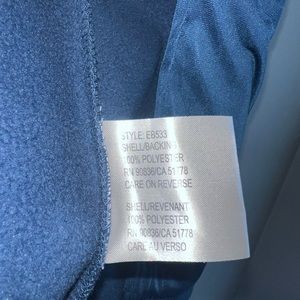 STYLE: EB533
SHELL/BACKING
100% POLYESTER
RN 90836/CA 51778
CARE ON REVERSE
SHELL/REVENANT
100% POLYESTER
RN 90836/CA 51778
CARE AU VERSO